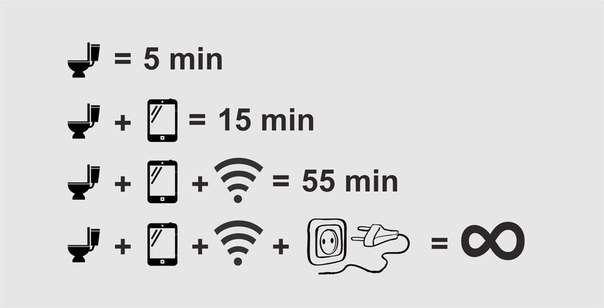 = 5 min
+ = 15 min
+ + = 55 min
+ + + = ∞